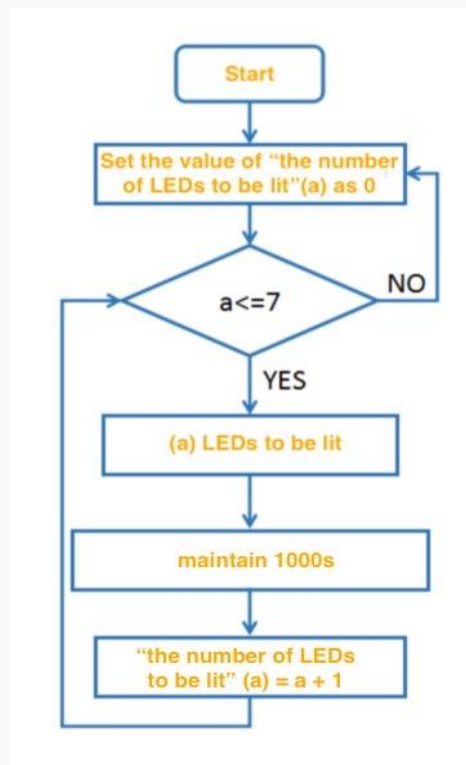 Start
Set the value of “the number
of LEDs to be lit”(a) as 0
a<=7
NO
YES
(a) LEDs to be lit
maintain 1000s
“the number of LEDs
to be lit” (a) = a + 1